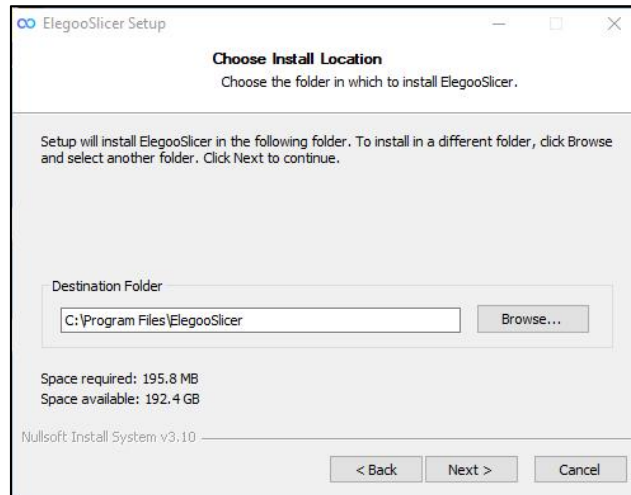 ElegooSlicer Setup
Choose Install Location
Choose the folder in which to install ElegooSlicer.
Setup will install ElegooSlicer in the following folder. To install in a different folder, click Browse
and select another folder. Click Next to continue.
Destination Folder
C:\Program Files\ElegooSlicer
Browse...
Space required: 195.8 MB
Space available: 192.4 GB
Nullsoft Install System v3.10
< Back
Next >
Cancel